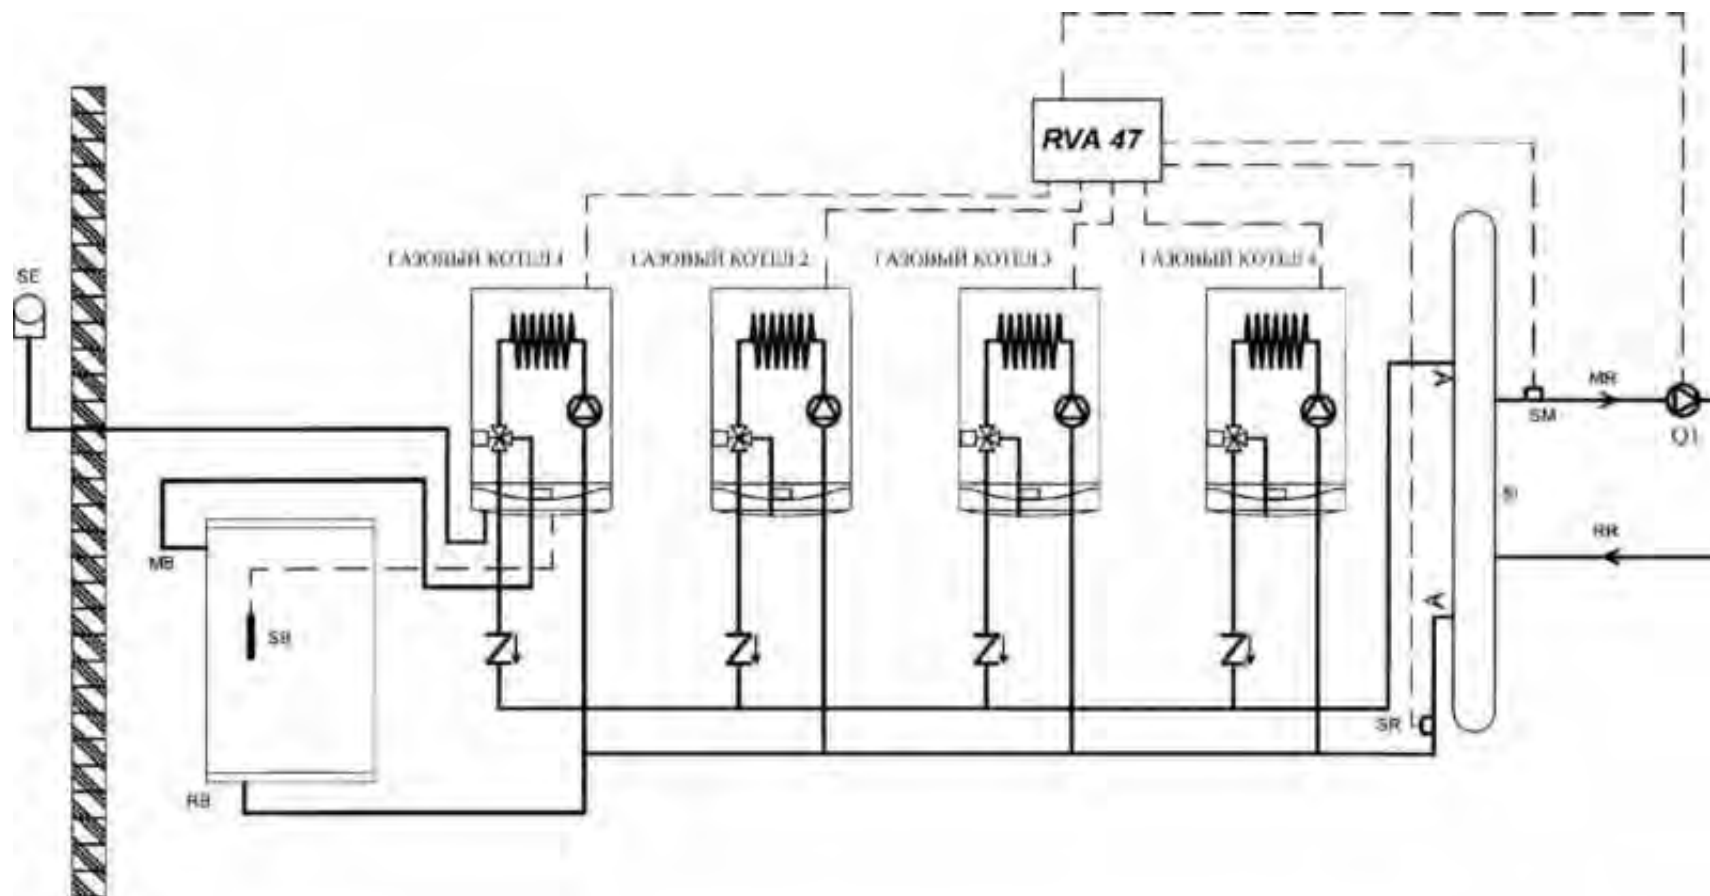 RVA 47
ГАЗОВЫЙ КОТЕЛ 1
ГАЗОВЫЙ КОТЕЛ 2
ГАЗОВЫЙ КОТЕЛ 3
ГАЗОВЫЙ КОТЕЛ 4
SE
MR
SM
Q1
SI
RR
MB
SB
SR
RB